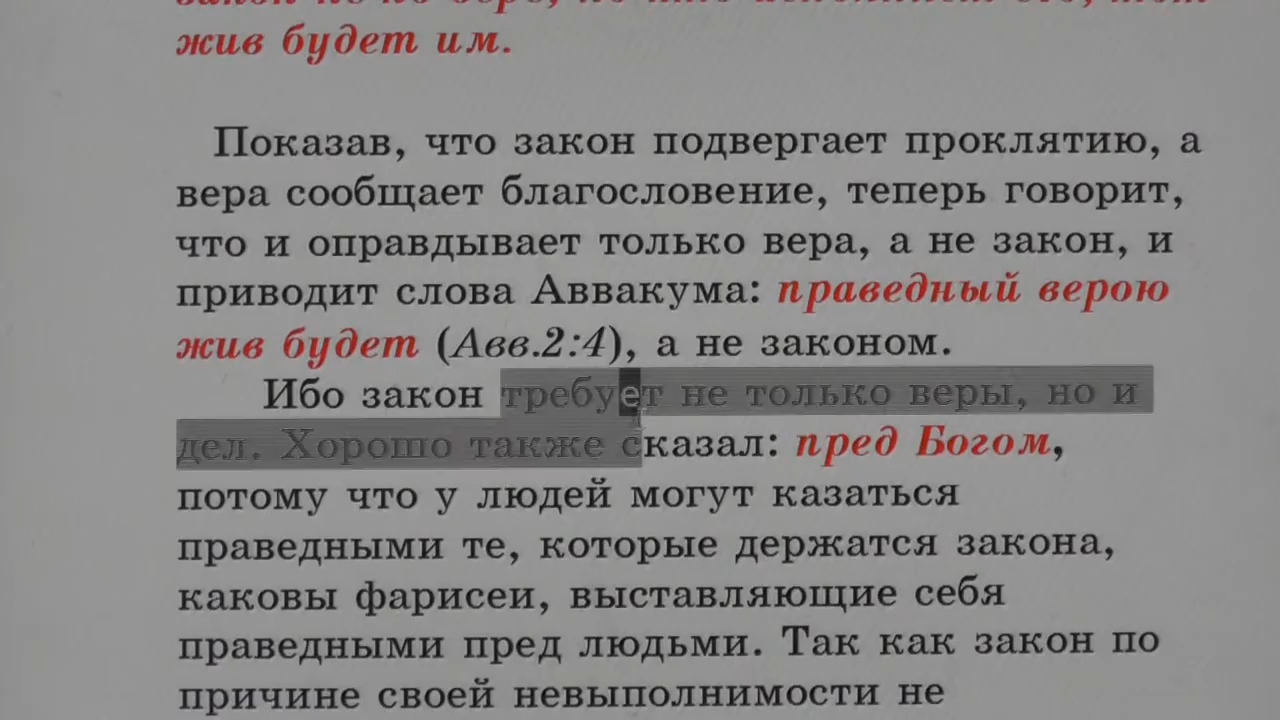 жив будет им.
Показав, что закон подвергает проклятию, а
вера сообщает благословение, теперь говорит,
что и оправдывает только вера, а не закон, и
приводит слова Аввакума: праведный верою
жив будет (Авв.2:4), а не законом.
Ибо закон требует не только веры, но и
дел. Хорошо также сказал: пред Богом,
потому что у людей могут казаться
праведными те, которые держатся закона,
каковы фарисеи, выставляющие себя
праведными пред людьми. Так как закон по
причине своей невыполнимости не